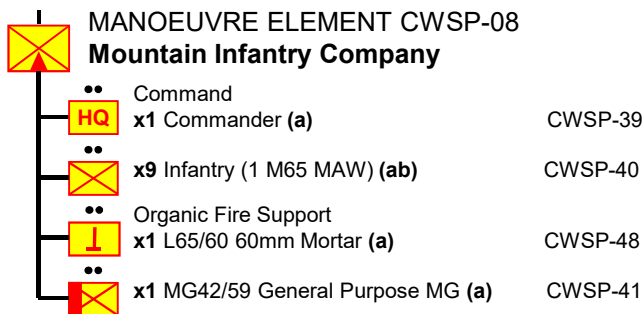 MANOEUVRE ELEMENT CWSP-08
Mountain Infantry Company
Command
HQ x1 Commander (a) CWSP-39
x9 Infantry (1 M65 MAW) (ab) CWSP-40
Organic Fire Support
x1 L65/60 60mm Mortar (a) CWSP-48
x1 MG42/59 General Purpose MG (a) CWSP-41